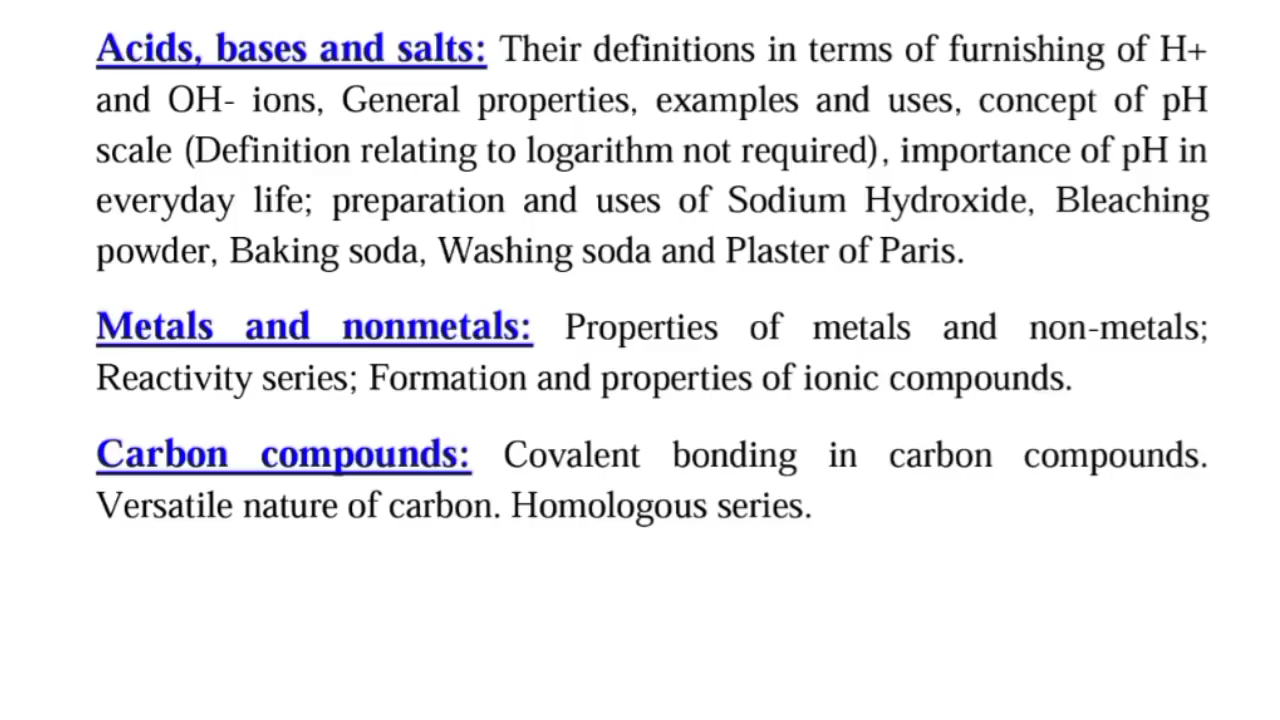 Acids, bases and salts: Their definitions in terms of furnishing of H+
and OH- ions, General properties, examples and uses, concept of pH
scale (Definition relating to logarithm not required), importance of pH in
everyday life; preparation and uses of Sodium Hydroxide, Bleaching
powder, Baking soda, Washing soda and Plaster of Paris.
Metals and nonmetals: Properties of metals and non-metals;
Reactivity series; Formation and properties of ionic compounds.
Carbon compounds: Covalent bonding in carbon compounds.
Versatile nature of carbon. Homologous series.